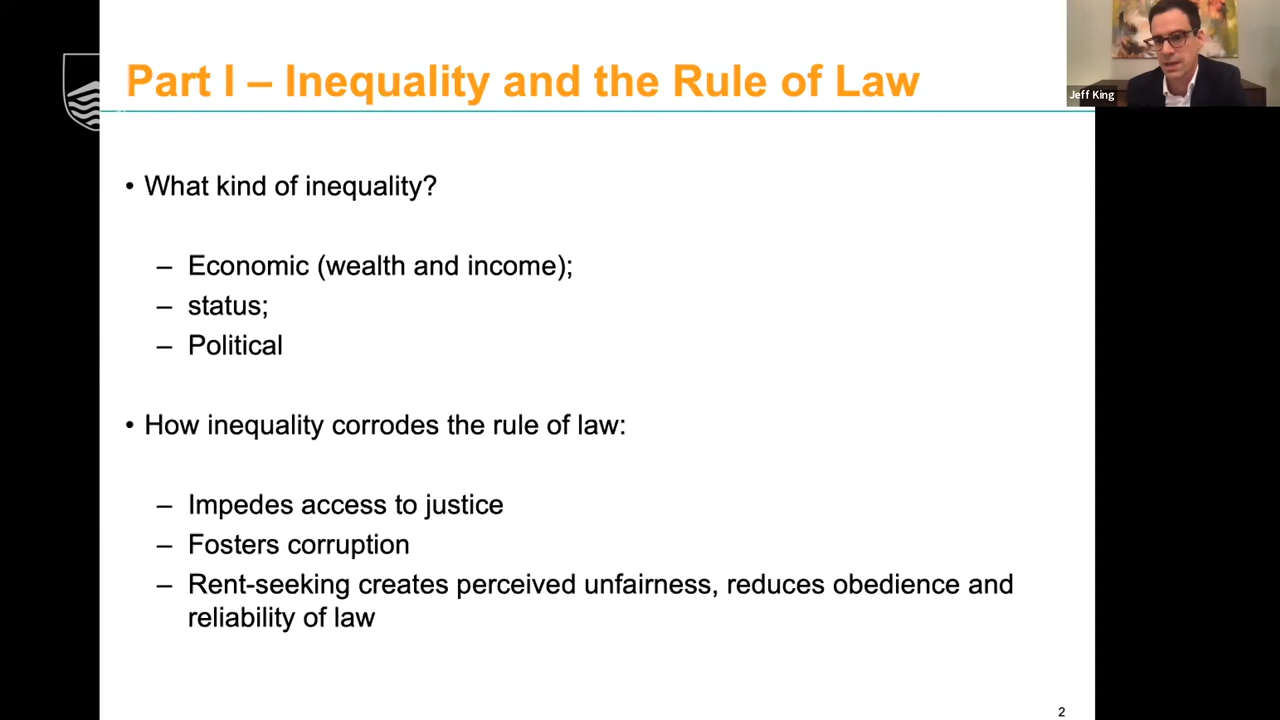 Part I – Inequality and the Rule of Law
Jeff King
• What kind of inequality?
– Economic (wealth and income);
– status;
– Political
• How inequality corrodes the rule of law:
– Impedes access to justice
– Fosters corruption
– Rent-seeking creates perceived unfairness, reduces obedience and
reliability of law
2